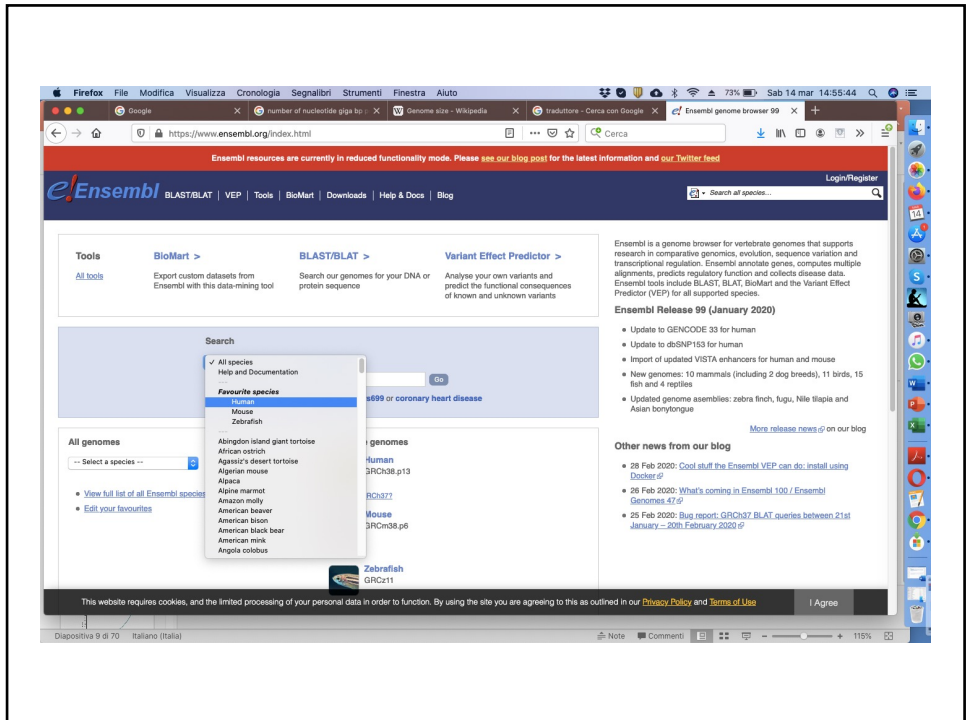 Firefox File Modifica Visualizza Cronologia Segnalibri Strumenti Finestra Aiuto 73% Sab 14 mar 14:55:44
Google number of nucleotide giga bp Genome size - Wikipedia traduttore - Cerca con Google Ensembl genome browser 99
https://www.ensembl.org/index.html Cerca
Ensembl resources are currently in reduced functionality mode. Please see our blog post for the latest information and our Twitter feed
Login/Register
e!Ensembl BLAST/BLAT | VEP | Tools | BioMart | Downloads | Help & Docs | Blog
Search all species...
Tools
All tools
BioMart >
Export custom datasets from
Ensembl with this data-mining tool
BLAST/BLAT >
Search our genomes for your DNA or
protein sequence
Variant Effect Predictor >
Analyse your own variants and
predict the functional consequences
of known and unknown variants
Search
✓ All species
Help and Documentation
Favourite species
Human
Mouse
Zebrafish
Abingdon island giant tortoise
African ostrich
Agassiz's desert tortoise
Algerian mouse
Alpaca
Alpine marmot
Amazon molly
American beaver
American bison
American black bear
American mink
Angola colobus
Go
s699 or coronary heart disease
All genomes
-- Select a species --
View full list of all Ensembl species
Edit your favourites
genomes
Human
GRCh38.p13
RCh37?
Mouse
GRCm38.p6
Zebrafish
GRCz11
Ensembl is a genome browser for vertebrate genomes that supports
research in comparative genomics, evolution, sequence variation and
transcriptional regulation. Ensembl annotate genes, computes multiple
alignments, predicts regulatory function and collects disease data.
Ensembl tools include BLAST, BLAT, BioMart and the Variant Effect
Predictor (VEP) for all supported species.
Ensembl Release 99 (January 2020)
Update to GENCODE 33 for human
Update to dbSNP153 for human
Import of updated VISTA enhancers for human and mouse
New genomes: 10 mammals (including 2 dog breeds), 11 birds, 15
fish and 4 reptiles
Updated genome asemblies: zebra finch, fugu, Nile tilapia and
Asian bonytongue
More release news on our blog
Other news from our blog
28 Feb 2020: Cool stuff the Ensembl VEP can do: install using
Docker
26 Feb 2020: What's coming in Ensembl 100 / Ensembl
Genomes 47
25 Feb 2020: Bug report: GRCh37 BLAT queries between 21st
January – 20th February 2020
This website requires cookies, and the limited processing of your personal data in order to function. By using the site you are agreeing to this as outlined in our Privacy Policy and Terms of Use I Agree
Diapositiva 9 di 70 Italiano (Italia) Note Commenti 115%